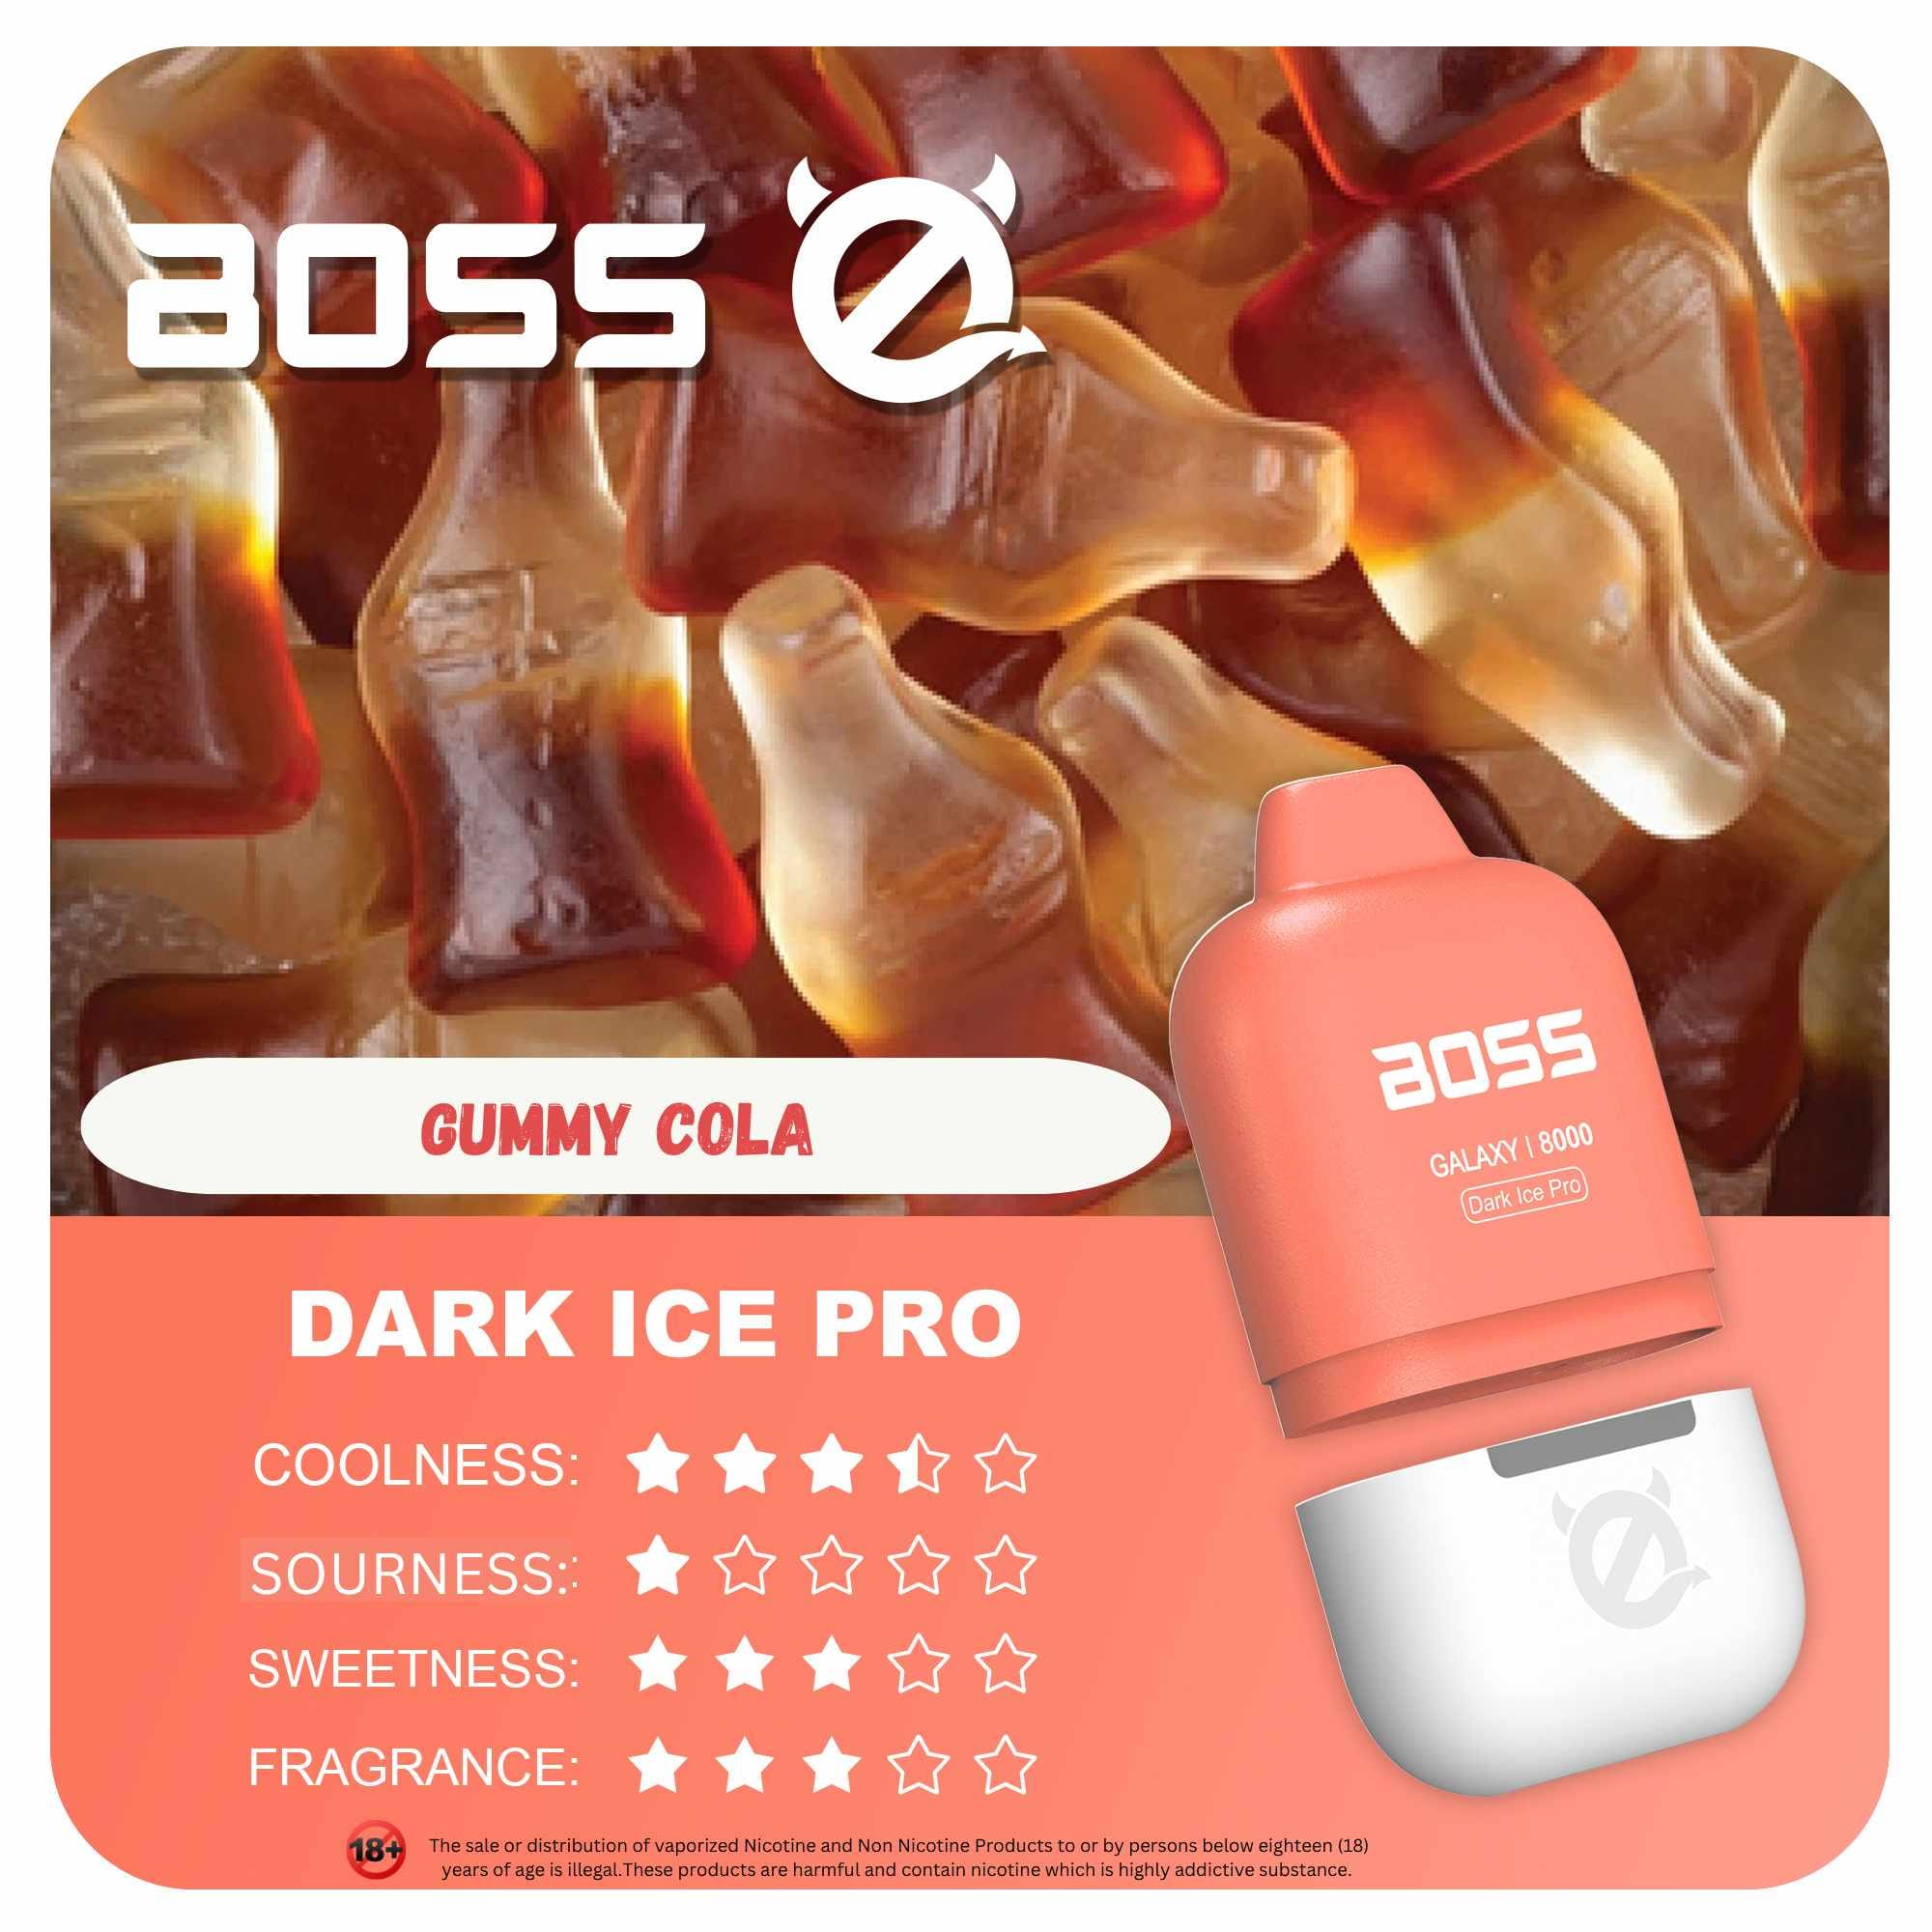 BOSS
GUMMY COLA
BOSS
GALAXY | 8000
Dark Ice Pro
DARK ICE PRO
COOLNESS:
SOURNESS::
SWEETNESS:
FRAGRANCE:
18+
The sale or distribution of vaporized Nicotine and Non Nicotine Products to or by persons below eighteen (18)
years of age is illegal.These products are harmful and contain nicotine which is highly addictive substance.